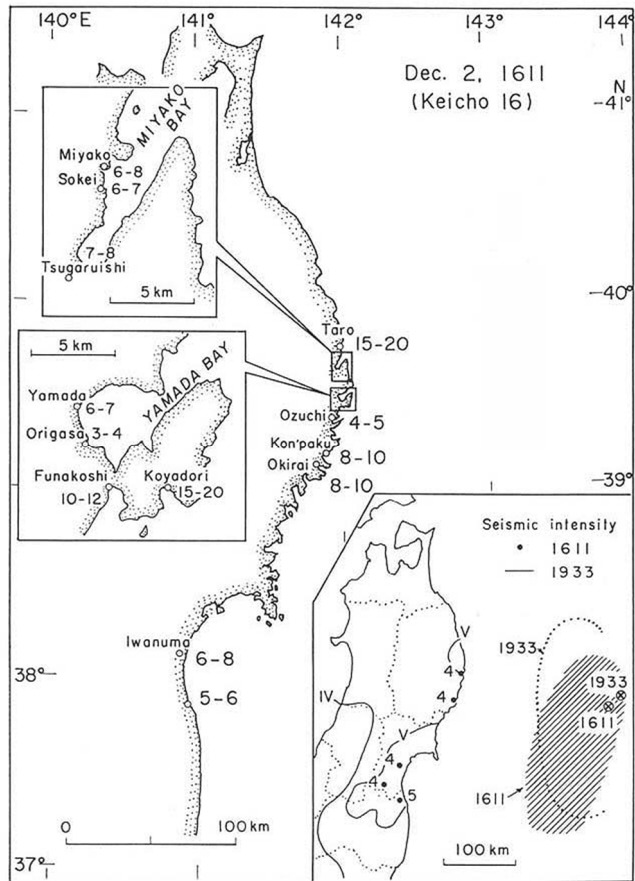 140°E
141°
142°
143°
144°
Dec. 2, 1611
(Keicho 16)
N
41°
MIYAKO
BAY
Miyako
6-8
Sokei
6-7
7-8
Tsugaruishi
5 km
40°
Taro
15-20
5 km
YAMADA BAY
Yamada
6-7
Origasa 3-4
Funakoshi
10-12
Koyadori
15-20
Ozuchi
4-5
Kon'paku
8-10
Okirai
8-10
39°
Seismic intensity
1611
1933
V
4
4
IV
V
4
4
5
1933
1933
1611
1611
100 km
Iwanuma
6-8
5-6
38°
0
100 km
37°